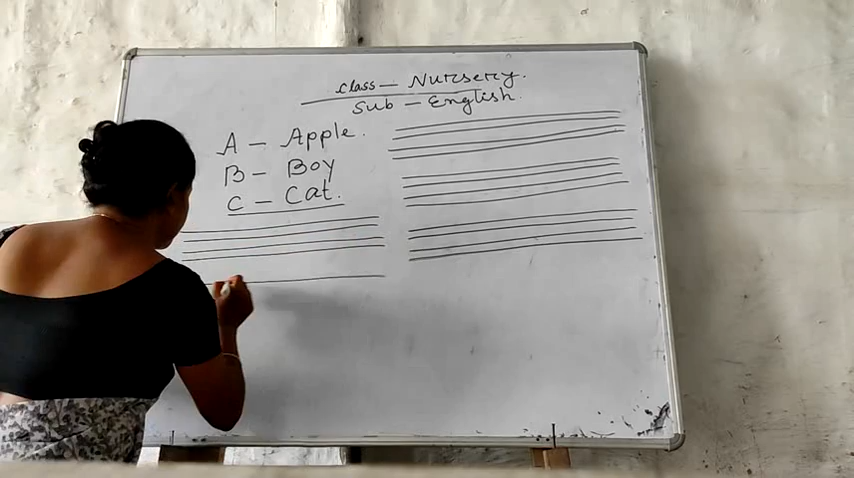 Class - Nursery.
Sub - English.
A - Apple.
B - Boy
C - Cat.